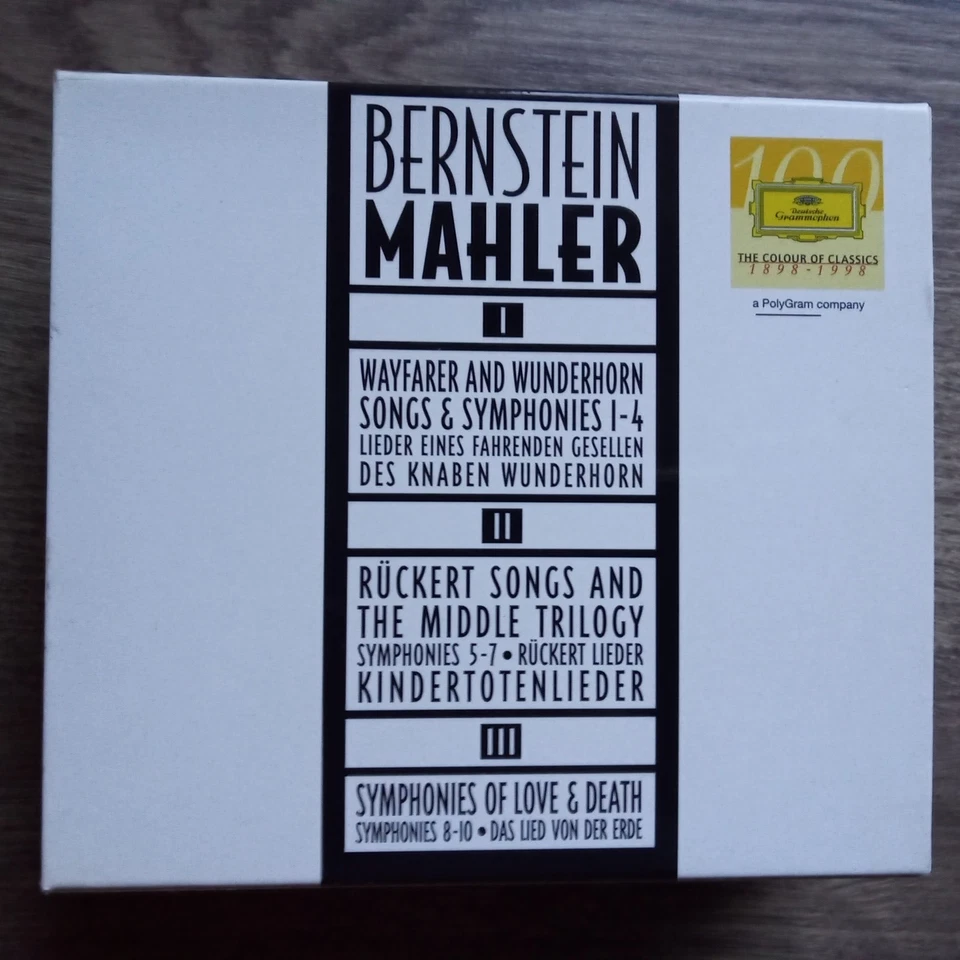 BERNSTEIN
MAHLER
I
WAYFARER AND WUNDERHORN
SONGS & SYMPHONIES 1-4
LIEDER EINES FAHRENDEN GESELLEN
DES KNABEN WUNDERHORN
II
RÜCKERT SONGS AND
THE MIDDLE TRILOGY
SYMPHONIES 5-7 • RÜCKERT LIEDER
KINDERTOTENLIEDER
III
SYMPHONIES OF LOVE & DEATH
SYMPHONIES 8-10 • DAS LIED VON DER ERDE
100
Deutsche
Grammophon
THE COLOUR OF CLASSICS
1898-1998
a PolyGram company